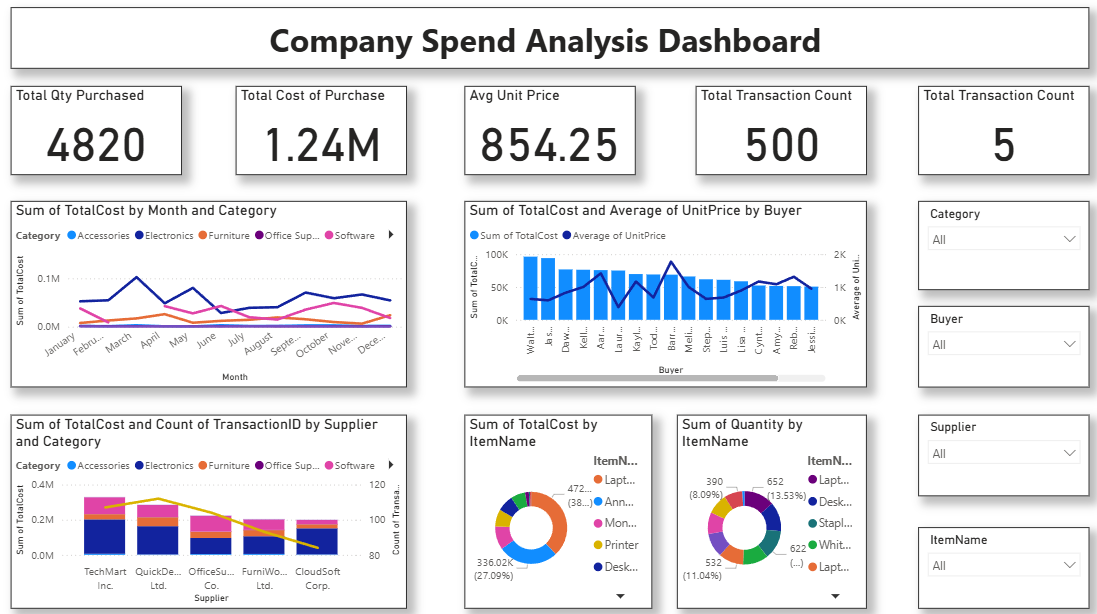 Company Spend Analysis Dashboard
Total Qty Purchased
4820
Total Cost of Purchase
1.24M
Avg Unit Price
854.25
Total Transaction Count
500
Total Transaction Count
5
Sum of TotalCost by Month and Category
Category Accessories Electronics Furniture Office Sup... Software
Sum of TotalCost
0.1M
0.0M
January
Febru...
March
April
May
June
July
August
Septe...
October
Nove...
Dece...
Month
Sum of TotalCost and Average of UnitPrice by Buyer
Sum of TotalCost Average of UnitPrice
Sum of TotalC...
100K
50K
0K
2K
1K
0K
Average of Uni...
Walt...
Jas...
Daw...
Kell...
Aar...
Laur...
Kayl...
Tod...
Barr...
Meli...
Step...
Luis ...
Lisa ...
Cynt...
Amy...
Reb...
Jessi...
Buyer
Category
All
Buyer
All
Supplier
All
ItemName
All
Sum of TotalCost and Count of TransactionID by Supplier
and Category
Category Accessories Electronics Furniture Office Sup... Software
Sum of TotalCost
0.4M
0.2M
0.0M
120
100
80
Count of Transa...
TechMart
Inc.
QuickDe...
Ltd.
OfficeSu...
Co.
FurniWo...
Ltd.
CloudSoft
Corp.
Supplier
Sum of TotalCost by
ItemName
ItemN...
Lapt...
Ann...
Mon...
Printer
Desk...
472...
(38...)
336.02K
(27.09%)
Sum of Quantity by
ItemName
ItemN...
Lapt...
Desk...
Stapl...
Whit...
Lapt...
390
(8.09%)
652
(13.53%)
622
(...)
532
(11.04%)